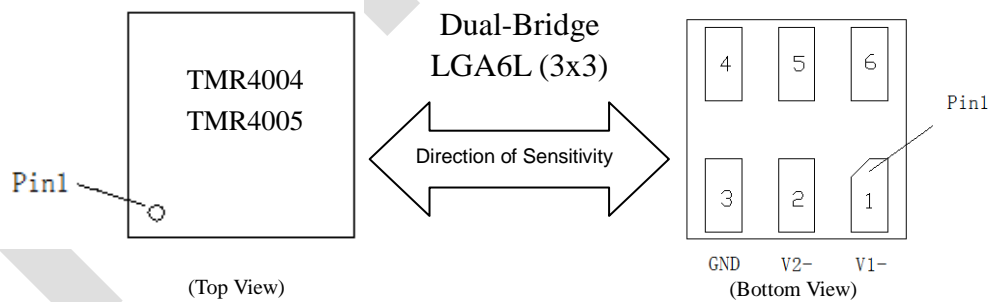 Dual-Bridge
LGA6L (3x3)
TMR4004
TMR4005
Pin1
(Top View)
Direction of Sensitivity
4 5 6
Pin1
3 2 1
GND V2- V1-
(Bottom View)